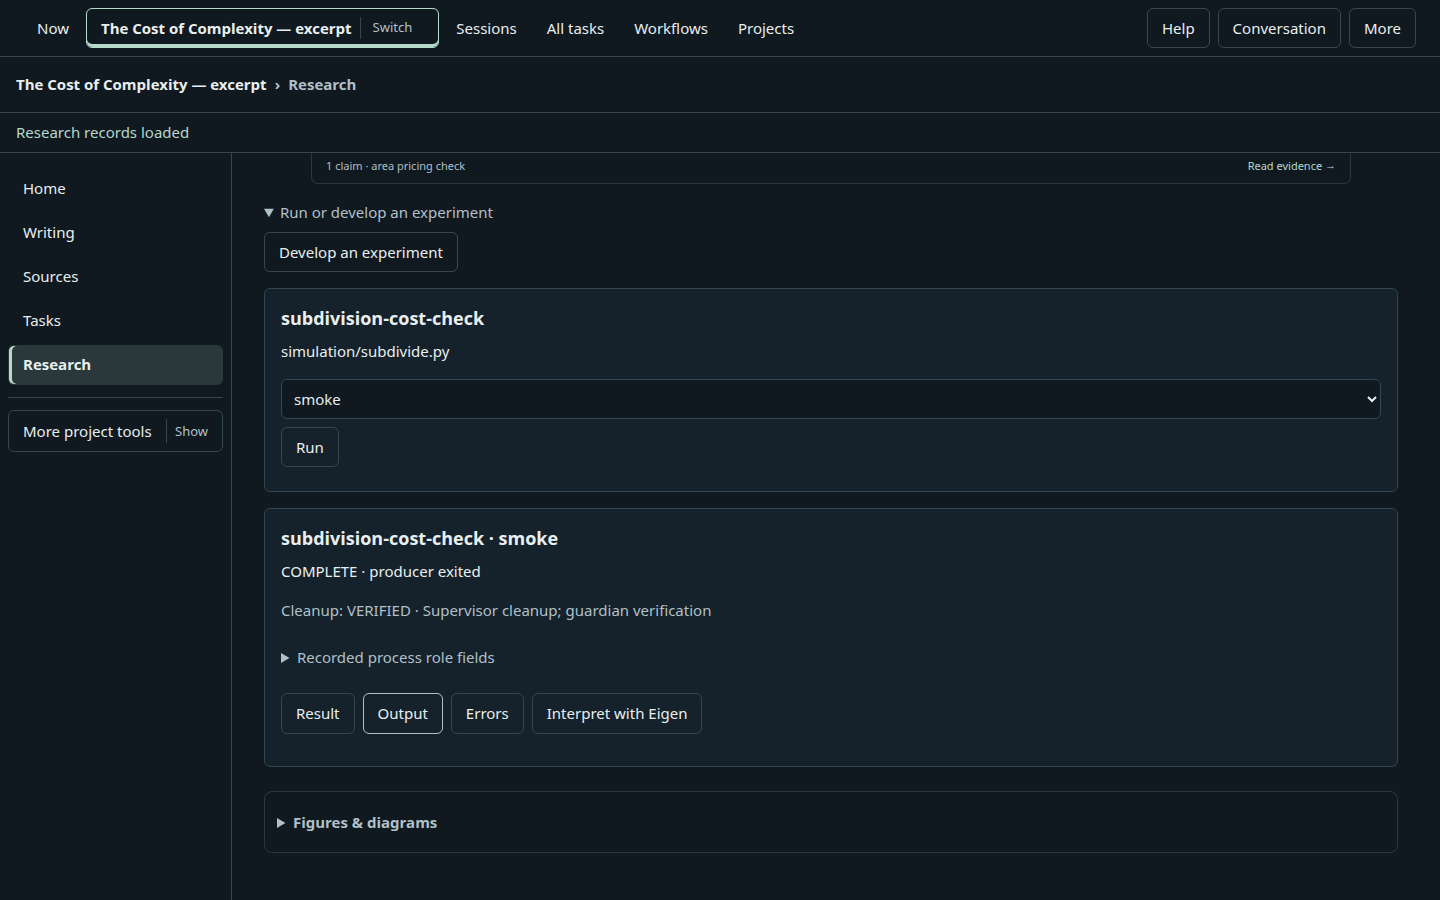 Now
The Cost of Complexity — excerpt
Switch
Sessions
All tasks
Workflows
Projects
Help
Conversation
More
The Cost of Complexity — excerpt › Research
Research records loaded
Home
Writing
Sources
Tasks
Research
More project tools
Show
1 claim · area pricing check
Read evidence →
▼ Run or develop an experiment
Develop an experiment
subdivision-cost-check
simulation/subdivide.py
smoke
Run
subdivision-cost-check · smoke
COMPLETE · producer exited
Cleanup: VERIFIED · Supervisor cleanup; guardian verification
▶ Recorded process role fields
Result
Output
Errors
Interpret with Eigen
▶ Figures & diagrams